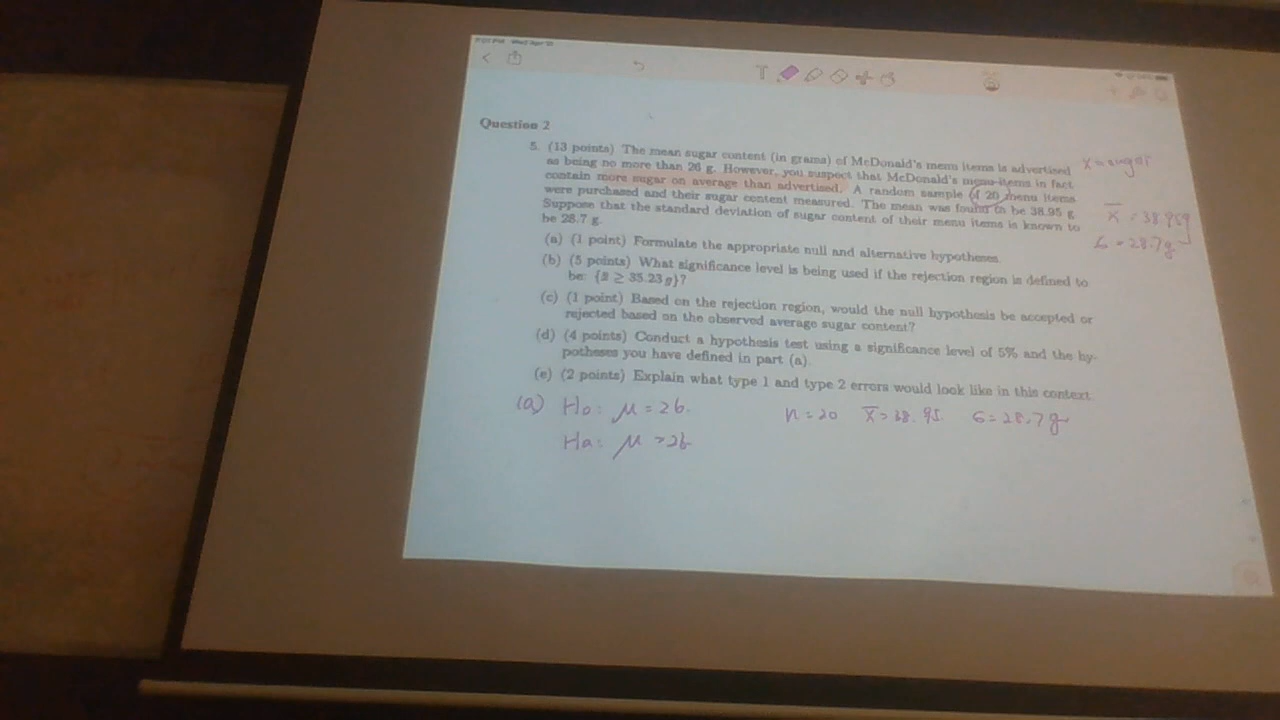 Question 2
5. (13 points) The mean sugar content (in grams) of McDonald's menu items is advertised
as being no more than 26 g. However, you suspect that McDonald's menu items in fact
contain more sugar on average than advertised. A random sample of 20 menu items
were purchased and their sugar content measured. The mean was found to be 38.95 g
Suppose that the standard deviation of sugar content of their menu items is known to
be 28.7 g.
X = sugar
x̄ = 38.95g
σ = 28.7g
(a) (1 point) Formulate the appropriate null and alternative hypotheses.
(b) (5 points) What significance level is being used if the rejection region is defined to
be: {x̄ ≥ 35.23 g}?
(c) (1 point) Based on the rejection region, would the null hypothesis be accepted or
rejected based on the observed average sugar content?
(d) (4 points) Conduct a hypothesis test using a significance level of 5% and the hy-
potheses you have defined in part (a).
(e) (2 points) Explain what type 1 and type 2 errors would look like in this context.
(a) H0: μ = 26. n = 20 x̄ = 38.95. σ = 28.7g
Ha: μ > 26